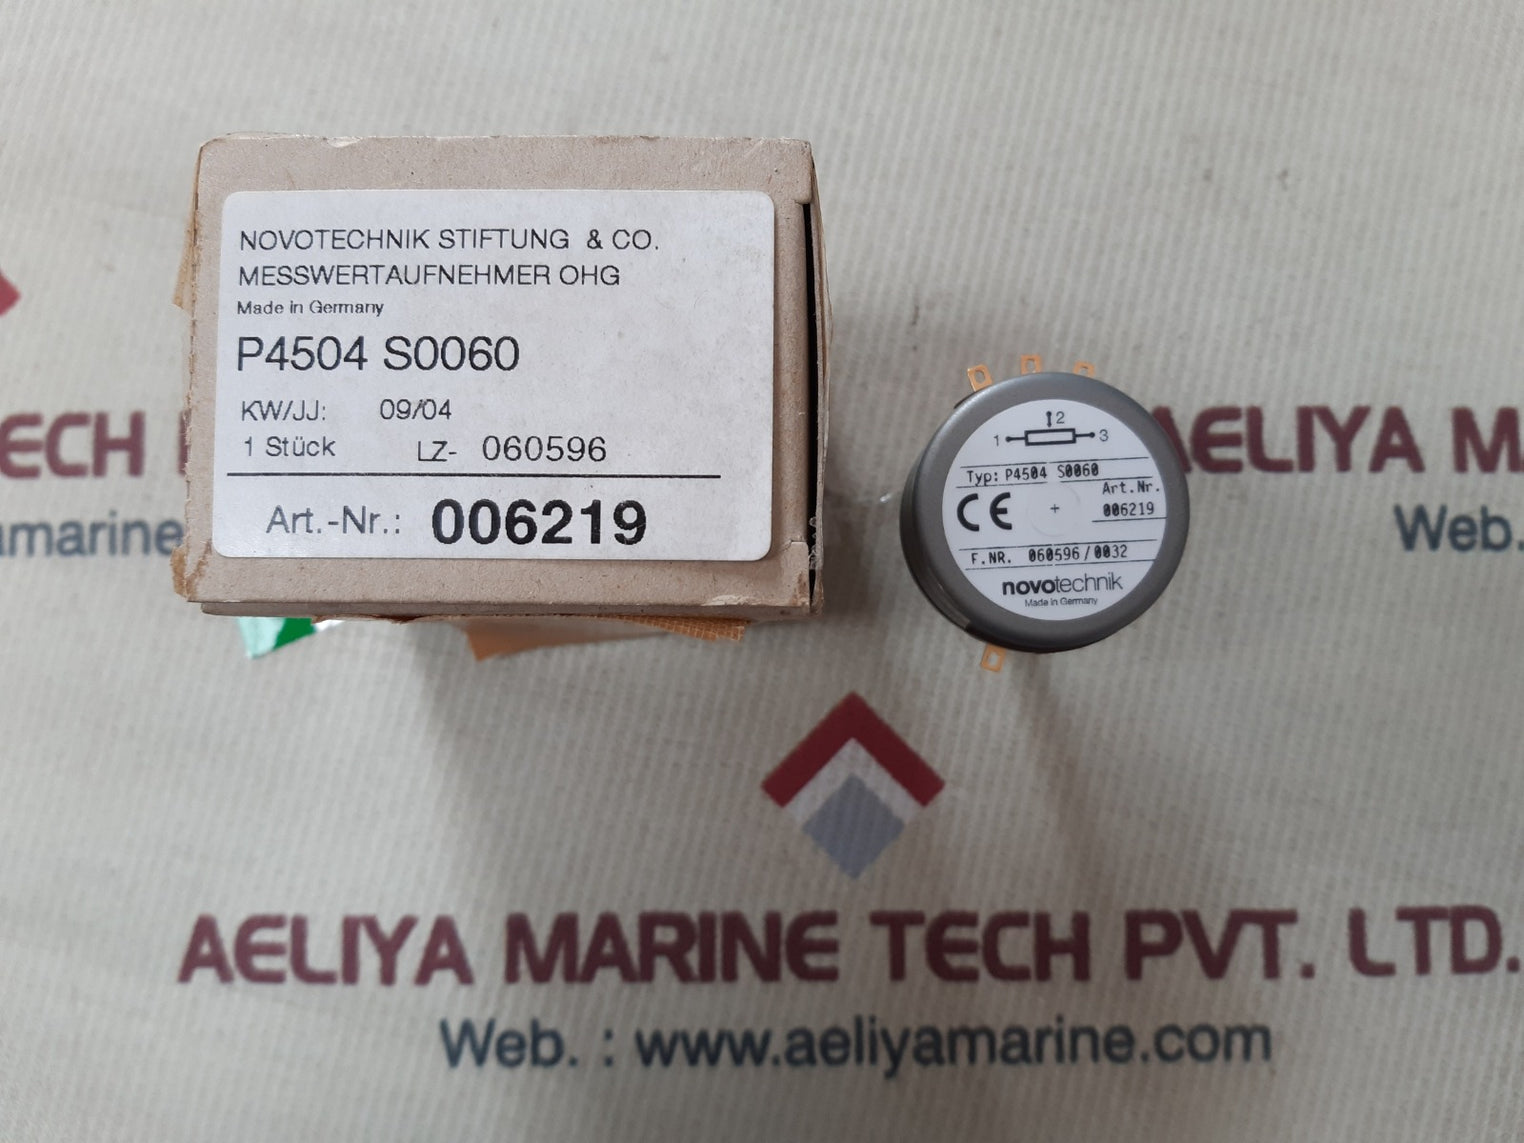 NOVOTECHNIK STIFTUNG & CO.
MESSWERTAUFNEHMER OHG
Made in Germany
P4504 S0060
KW/JJ: 09/04
1 Stück LZ- 060596
Art.-Nr.: 006219
1 2 3
Typ: P4504 S0060
Art.Nr.
CE + 006219
F.NR. 060596/0032
novotechnik
Made in Germany
ECH
AELIYA M
amarine
Web.
AELIYA MARINE TECH PVT. LTD.
Web. : www.aeliyamarine.com